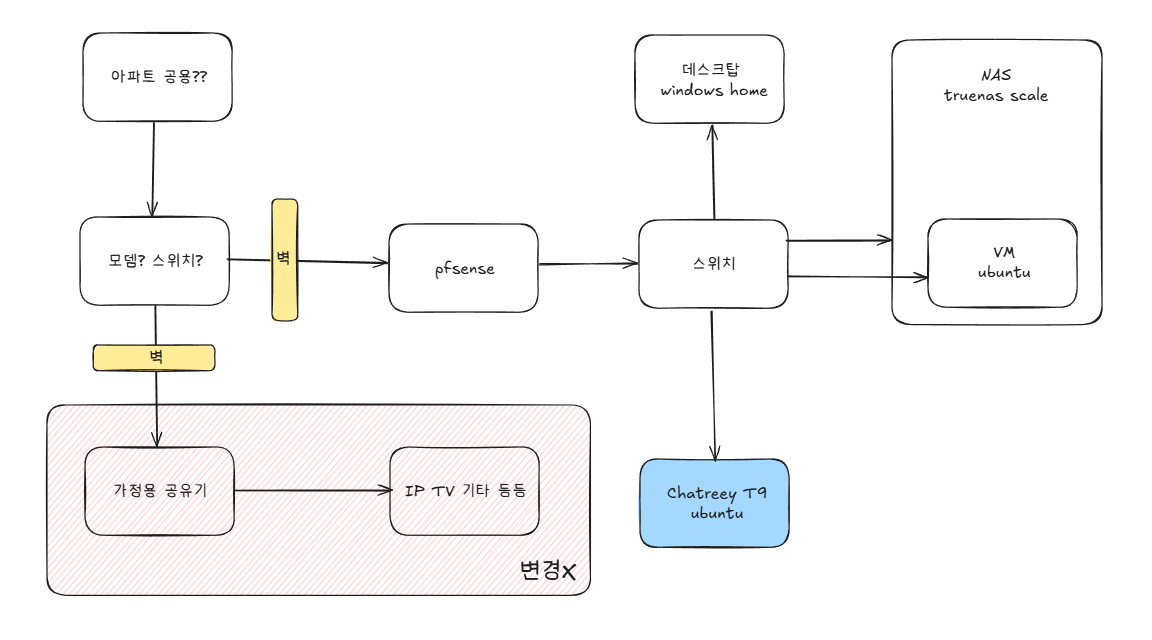 아파트 공용??
데스크탑
windows home
NAS
truenas scale
모뎀? 스위치?
벽
pfsense
스위치
VM
ubuntu
벽
가정용 공유기
IP TV 기타 등등
변경X
Chatreey T9
ubuntu